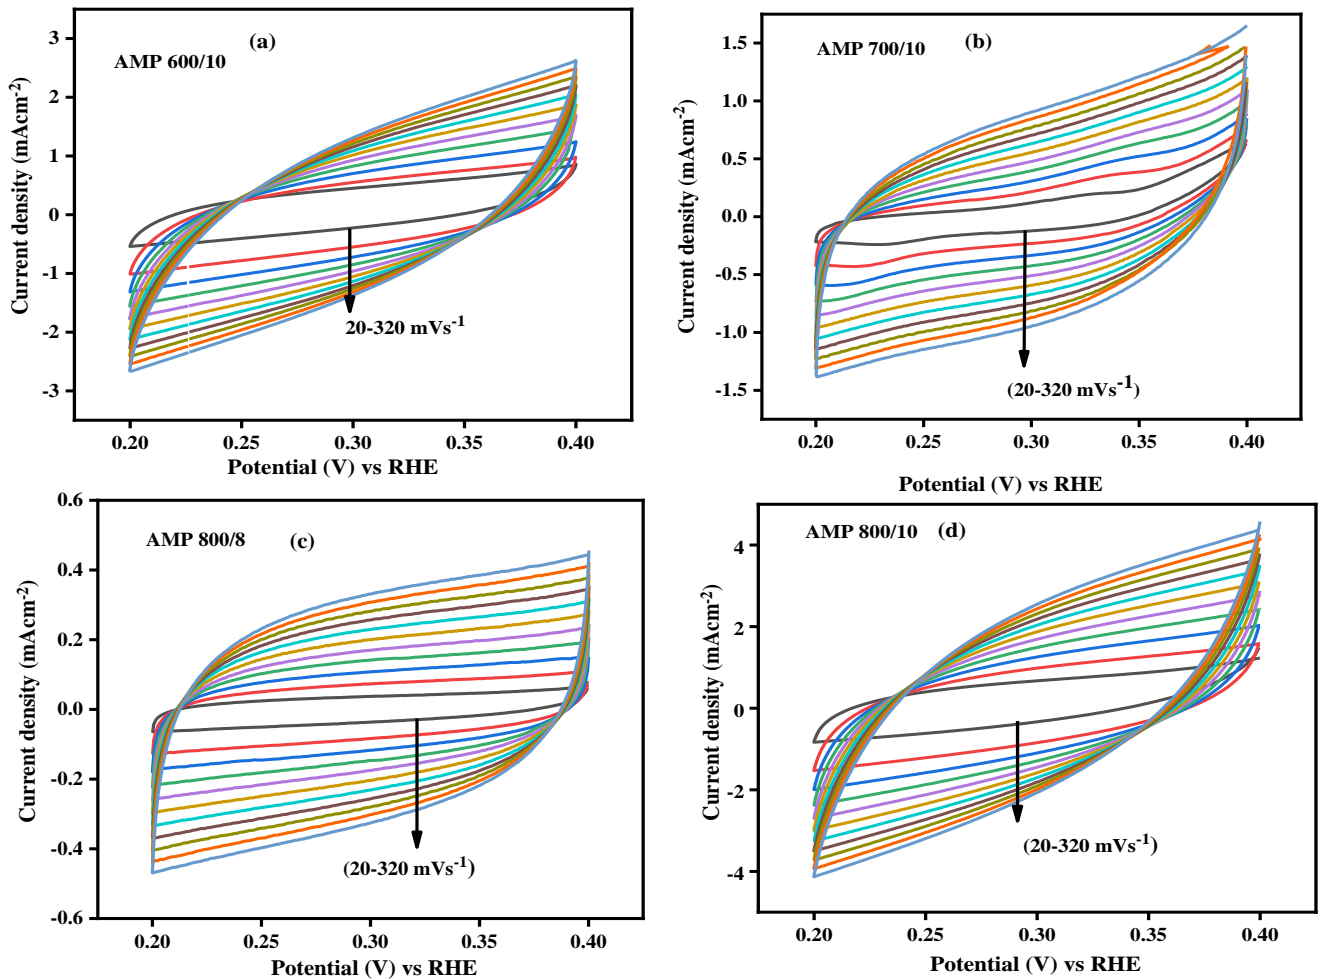 (a)
AMP 600/10
3
2
1
0
-1
-2
-3
Current density (mAcm-2)
20-320 mVs-1
0.20 0.25 0.30 0.35 0.40
Potential (V) vs RHE
(b)
AMP 700/10
1.5
1.0
0.5
0.0
-0.5
-1.0
-1.5
Current density (mAcm-2)
(20-320 mVs-1)
0.20 0.25 0.30 0.35 0.40
Potential (V) vs RHE
AMP 800/8 (c)
0.6
0.4
0.2
0.0
-0.2
-0.4
-0.6
Current density (mAcm-2)
(20-320 mVs-1)
0.20 0.25 0.30 0.35 0.40
Potential (V) vs RHE
AMP 800/10 (d)
4
2
0
-2
-4
Current density (mAcm-2)
(20-320 mVs-1)
0.20 0.25 0.30 0.35 0.40
Potential (V) vs RHE